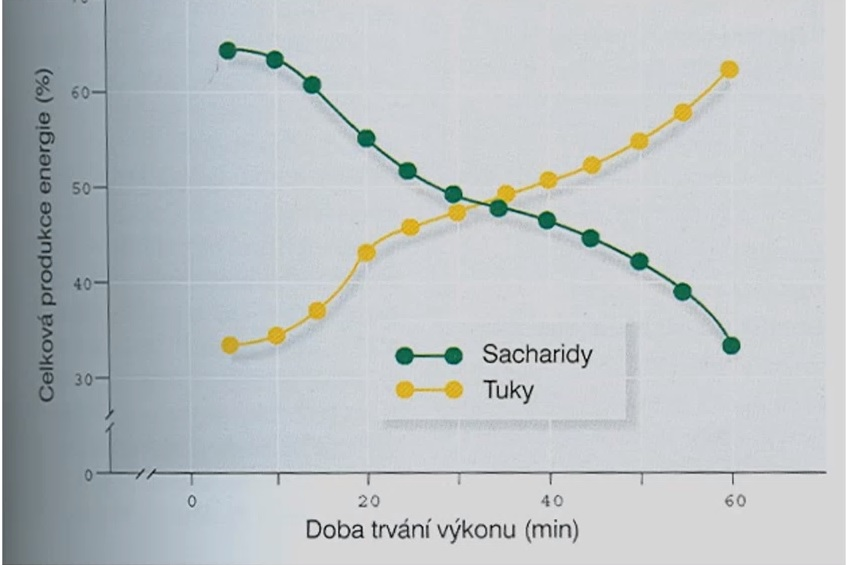 Celková produkce energie (%)
60
50
40
30
0
0 20 40 60
Doba trvání výkonu (min)
Sacharidy
Tuky